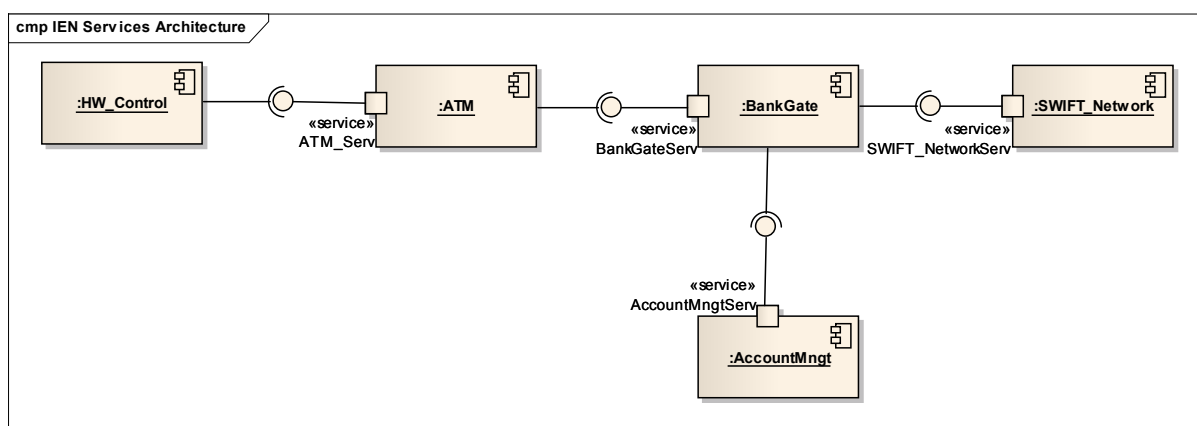 cmp IEN Services Architecture
:HW_Control
:ATM
:BankGate
:SWIFT_Network
«service»
ATM_Serv
«service»
BankGateServ
«service»
SWIFT_NetworkServ
«service»
AccountMngtServ
:AccountMngt